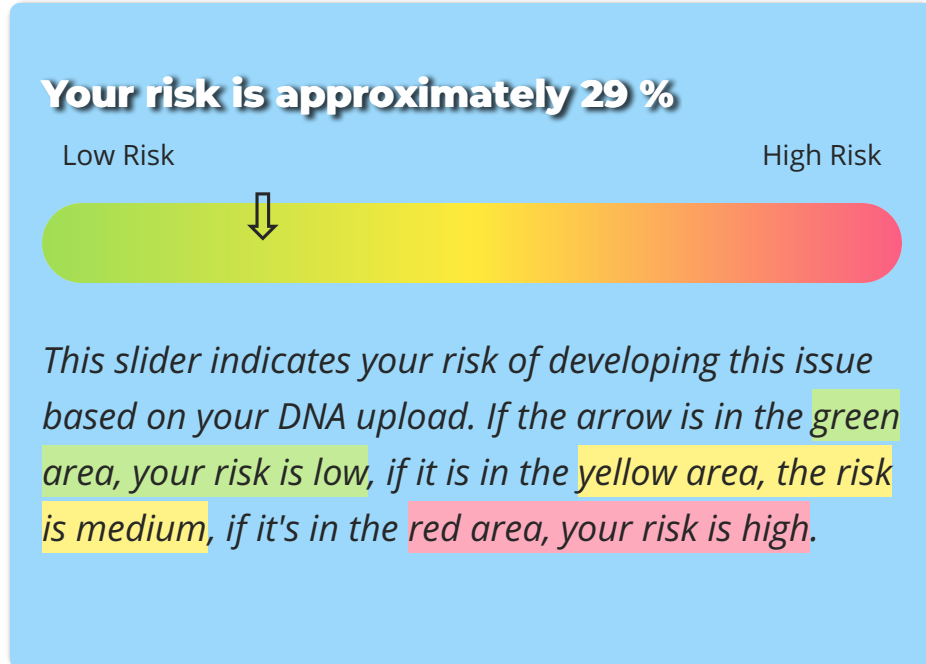 Your risk is approximately 29 %
Low Risk
High Risk
This slider indicates your risk of developing this issue
based on your DNA upload. If the arrow is in the green
area, your risk is low, if it is in the yellow area, the risk
is medium, if it's in the red area, your risk is high.